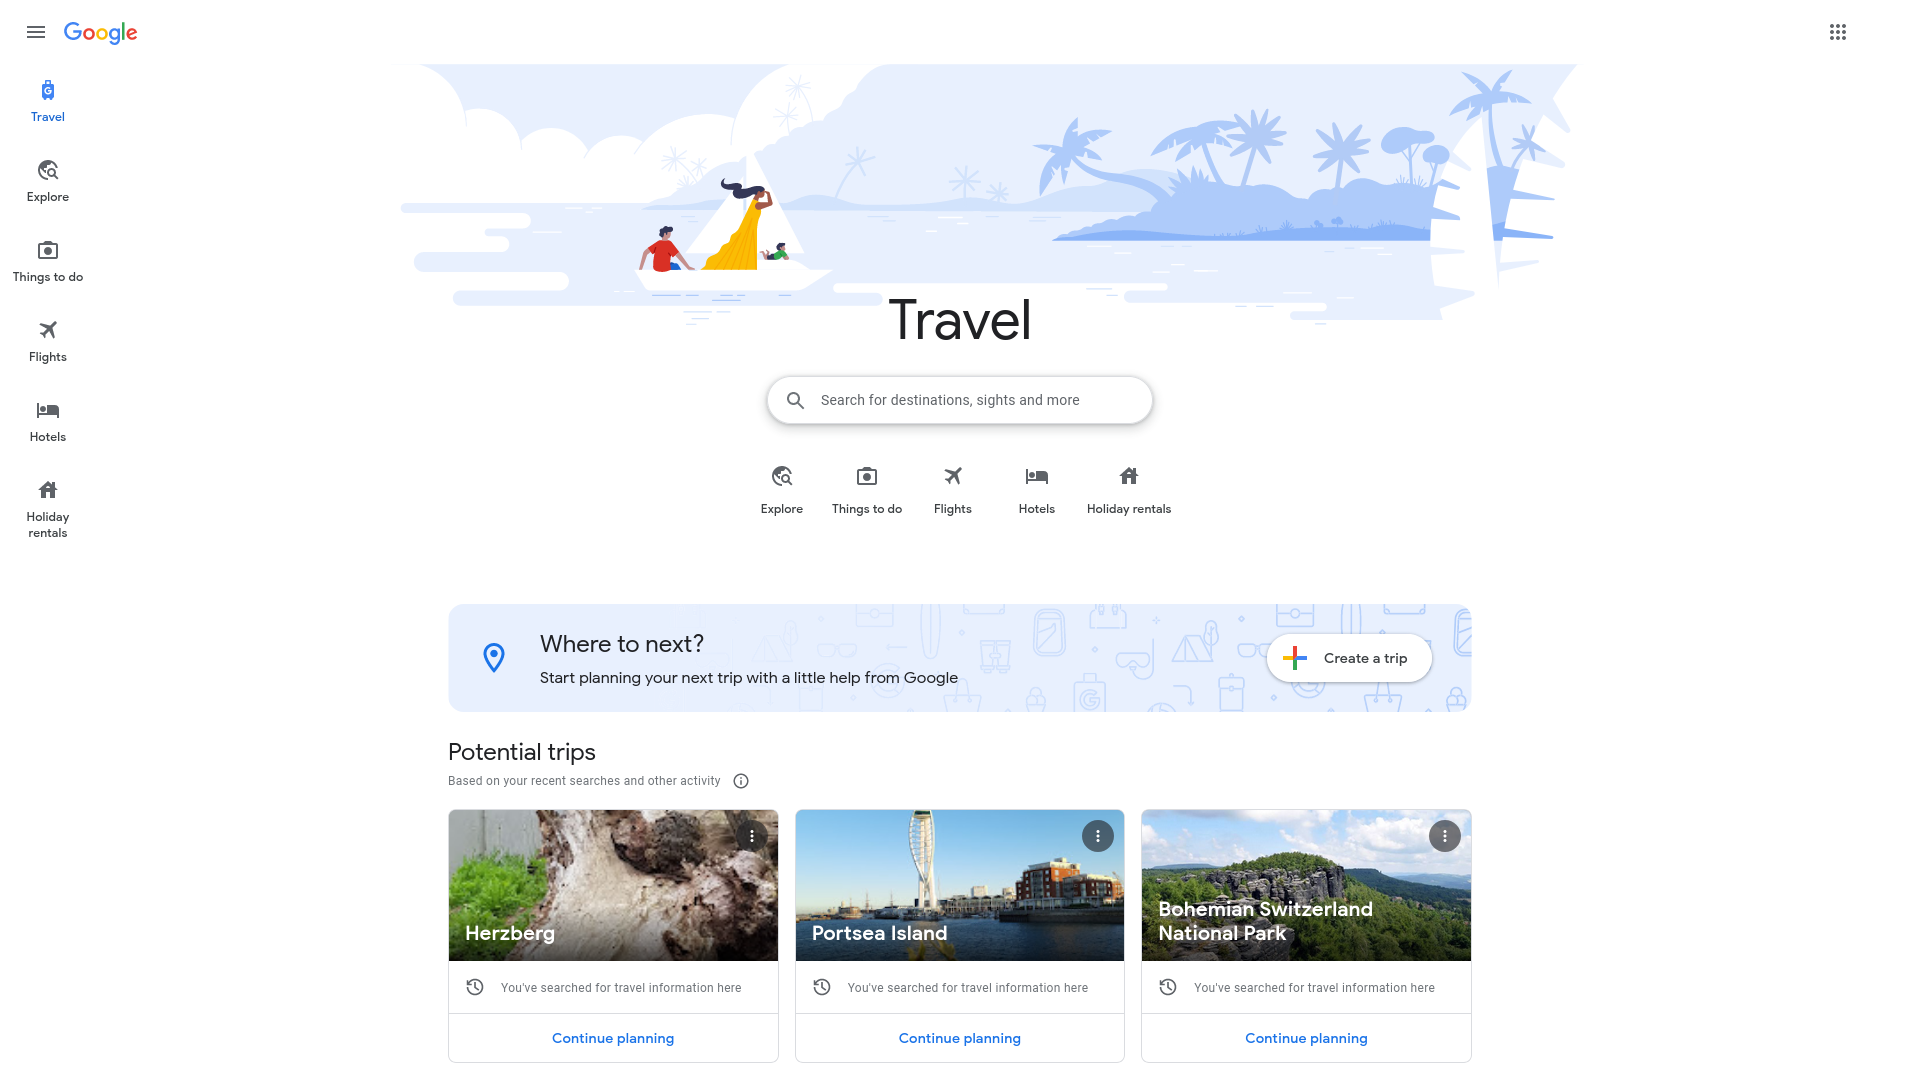 Google
Travel
Explore
Things to do
Flights
Hotels
Holiday
rentals
Travel
Search for destinations, sights and more
Explore
Things to do
Flights
Hotels
Holiday rentals
Where to next?
Start planning your next trip with a little help from Google
Create a trip
Potential trips
Based on your recent searches and other activity
Herzberg
You've searched for travel information here
Continue planning
Portsea Island
You've searched for travel information here
Continue planning
Bohemian Switzerland
National Park
You've searched for travel information here
Continue planning